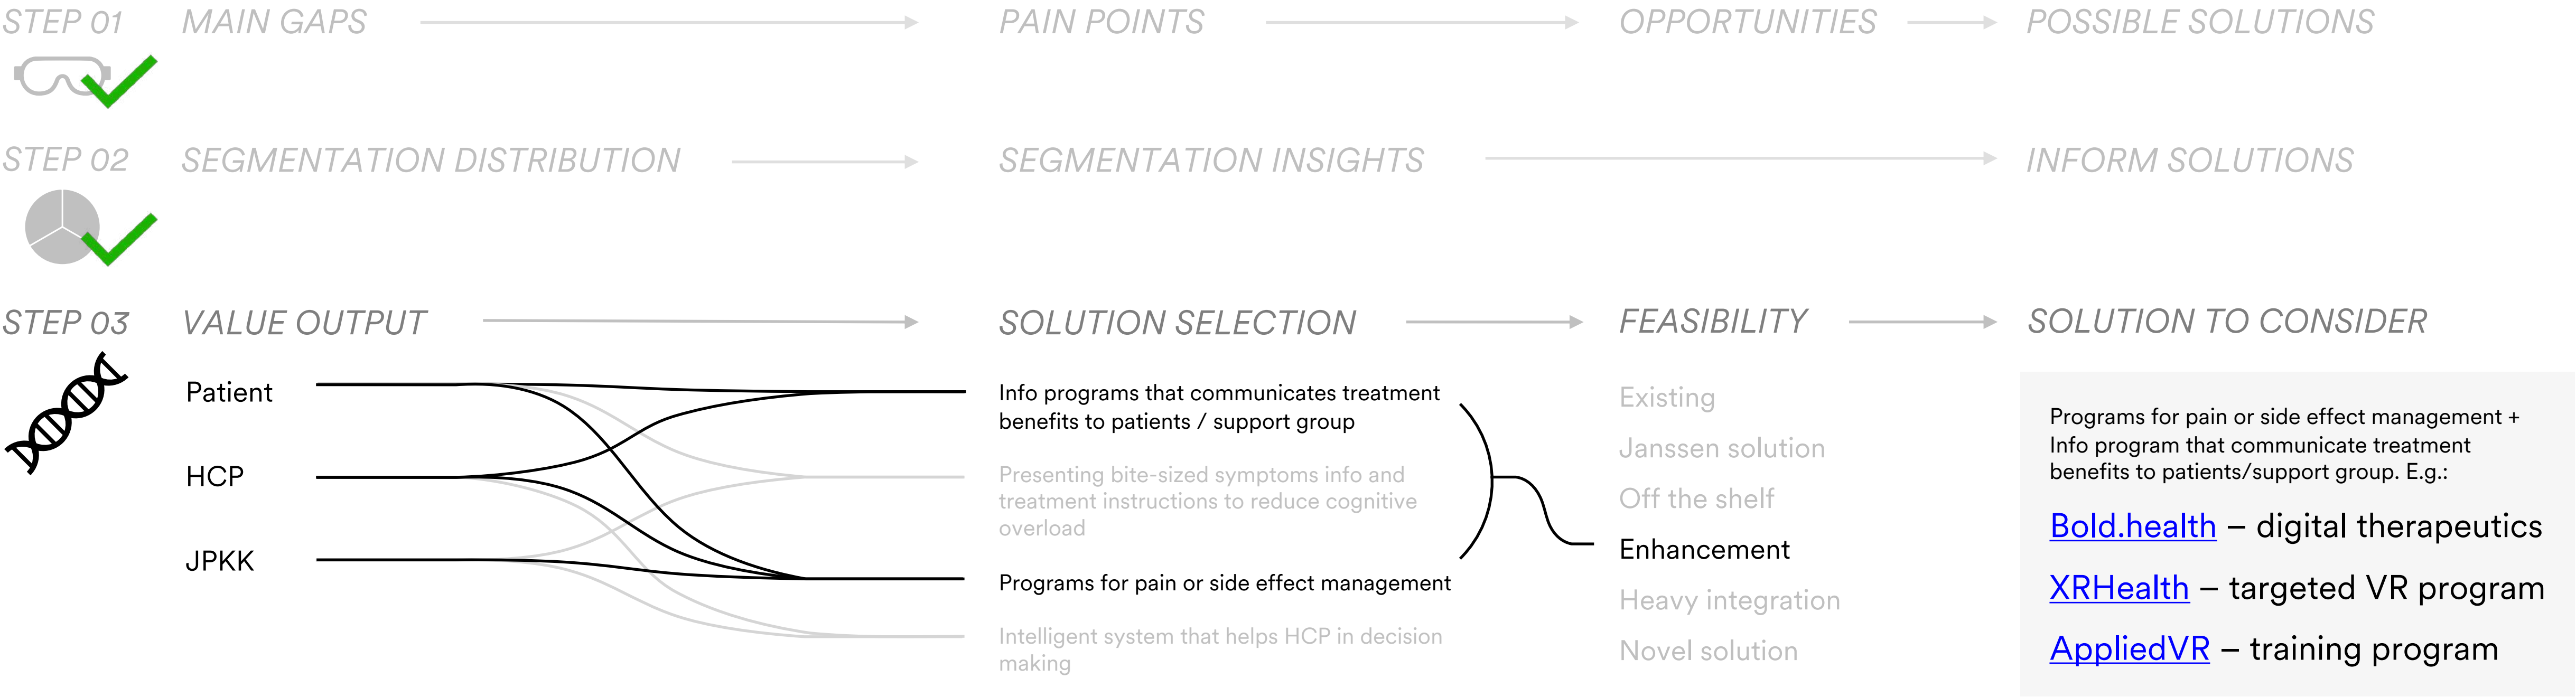 STEP 01 MAIN GAPS PAIN POINTS OPPORTUNITIES POSSIBLE SOLUTIONS
STEP 02 SEGMENTATION DISTRIBUTION SEGMENTATION INSIGHTS INFORM SOLUTIONS
STEP 03 VALUE OUTPUT SOLUTION SELECTION FEASIBILITY SOLUTION TO CONSIDER
Patient
HCP
JPKK
Info programs that communicates treatment
benefits to patients / support group
Presenting bite-sized symptoms info and
treatment instructions to reduce cognitive
overload
Programs for pain or side effect management
Intelligent system that helps HCP in decision
making
Existing
Janssen solution
Off the shelf
Enhancement
Heavy integration
Novel solution
Programs for pain or side effect management +
Info program that communicate treatment
benefits to patients/support group. E.g.:
Bold.health – digital therapeutics
XRHealth – targeted VR program
AppliedVR – training program